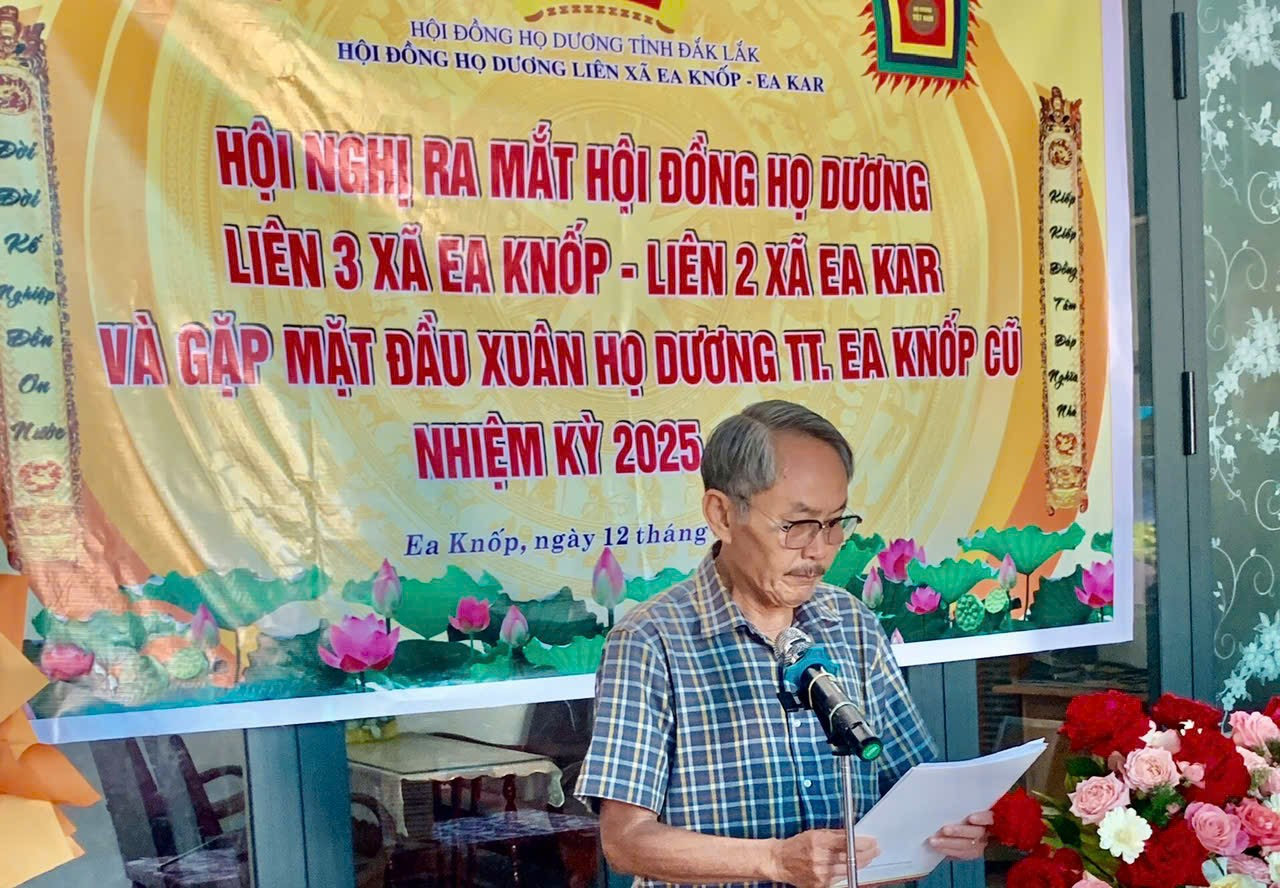 HỘI ĐỒNG HỌ DƯƠNG TỈNH ĐẮK LẮK
HỘI ĐỒNG HỌ DƯƠNG LIÊN XÃ EA KNỐP - EA KAR
HỘI NGHỊ RA MẮT HỘI ĐỒNG HỌ DƯƠNG
LIÊN 3 XÃ EA KNỐP - LIÊN 2 XÃ EA KAR
VÀ GẶP MẶT ĐẦU XUÂN HỌ DƯƠNG TT. EA KNỐP CŨ
NHIỆM KỲ 2025
Ea Knốp, ngày 12 tháng
Đời
Đời
Kế
Nghiệp
Đền
Ơn
Nước
Kiếp
Kiếp
Đồng
Tâm
Đáp
Nghĩa
Nhà
VIỆT NAM